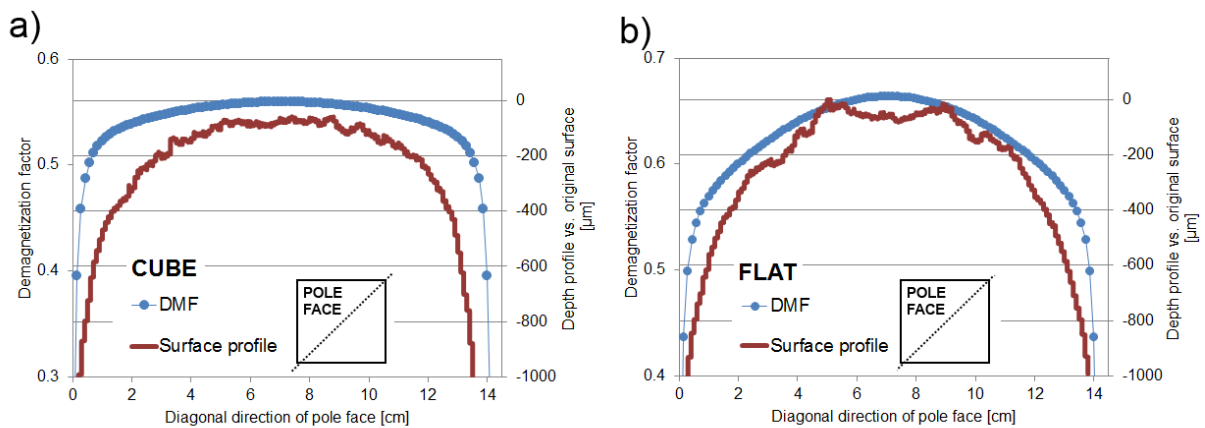 a)
0.6
0.5
0.4
0.3
Demagnetization factor
0
-200
-400
-600
-800
-1000
Depth profile vs. original surface
[µm]
CUBE
DMF
Surface profile
POLE
FACE
0 2 4 6 8 10 12 14
Diagonal direction of pole face [cm]
b)
0.7
0.6
0.5
0.4
Demagnetization factor
0
-200
-400
-600
-800
-1000
Depth profile vs. original surface
[µm]
FLAT
DMF
Surface profile
POLE
FACE
0 2 4 6 8 10 12 14
Diagonal direction of pole face [cm]